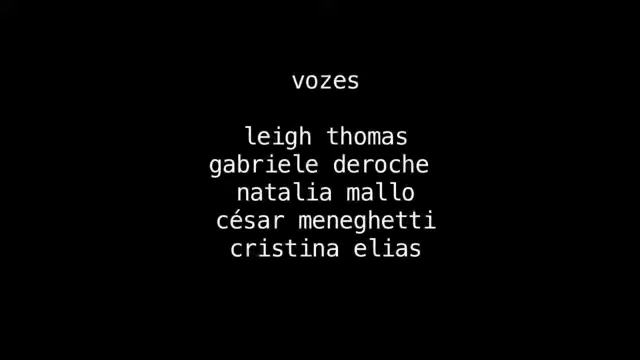 vozes
leigh thomas
gabriele deroche
natalia mallo
césar meneghetti
cristina elias